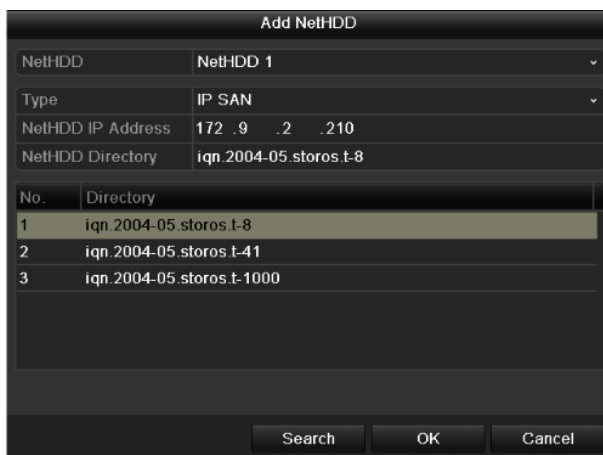 Add NetHDD
NetHDD NetHDD 1
Type IP SAN
NetHDD IP Address 172 .9 .2 .210
NetHDD Directory iqn.2004-05.storos.t-8
No. Directory
1 iqn.2004-05.storos.t-8
2 iqn.2004-05.storos.t-41
3 iqn.2004-05.storos.t-1000
Search OK Cancel